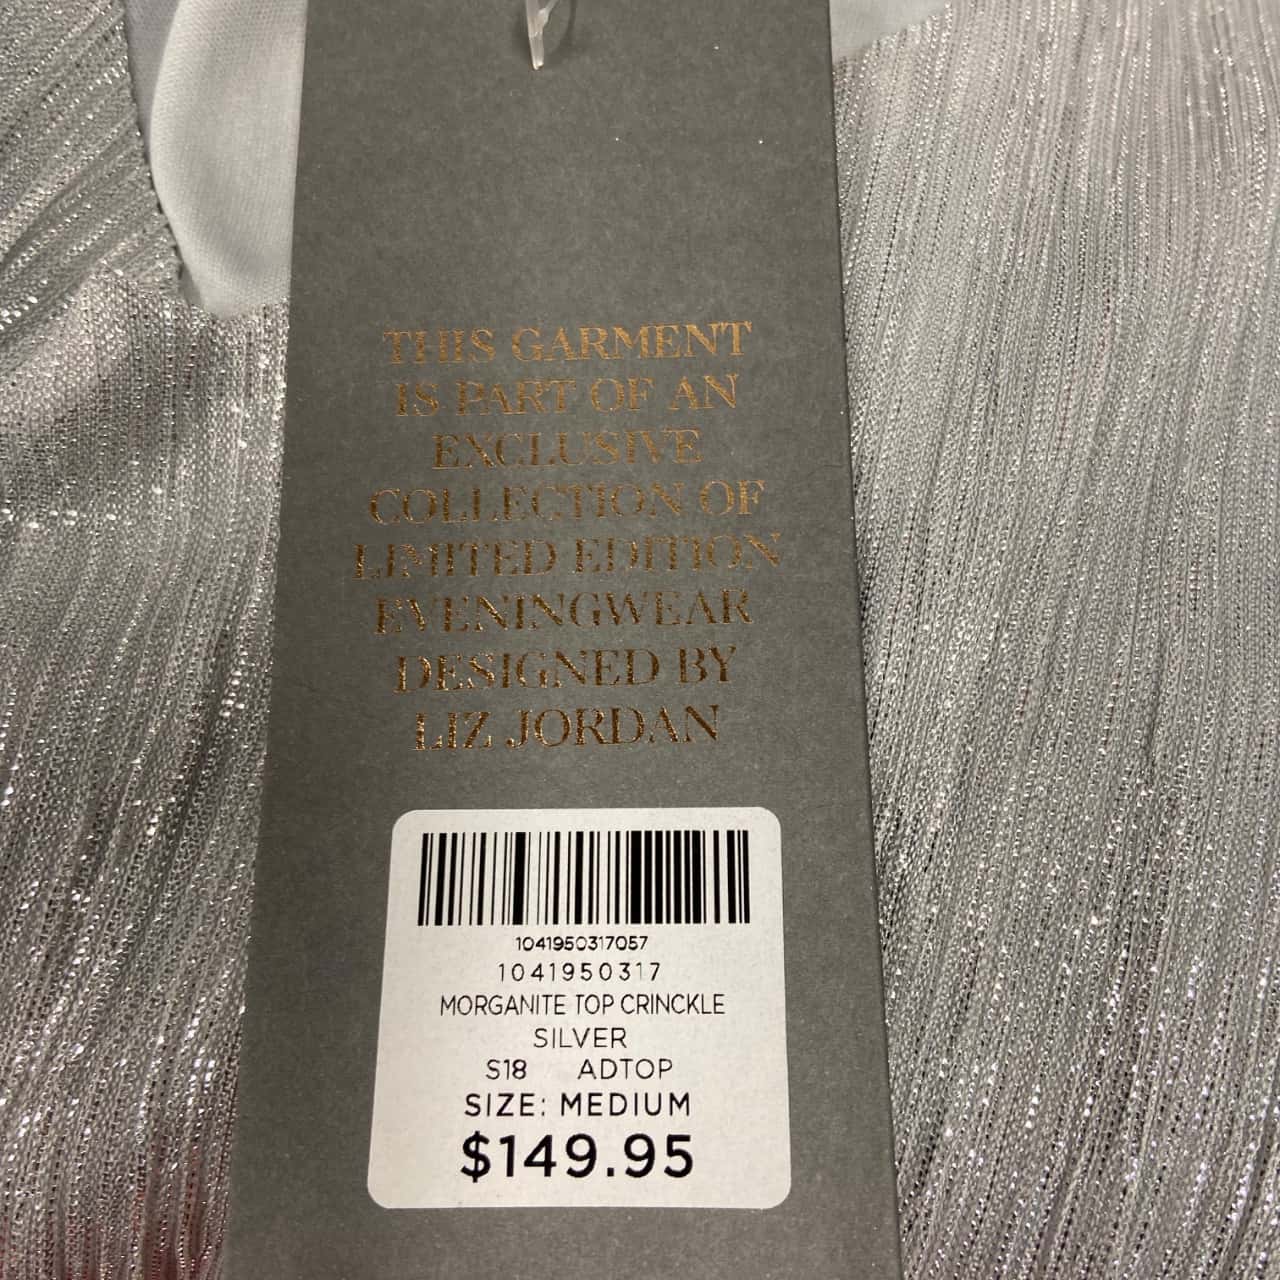 THIS GARMENT
IS PART OF AN
EXCLUSIVE
COLLECTION OF
LIMITED EDITION
EVENINGWEAR
DESIGNED BY
LIZ JORDAN
1041950317057
1041950317
MORGANITE TOP CRINCKLE
SILVER
S18 ADTOP
SIZE: MEDIUM
$149.95